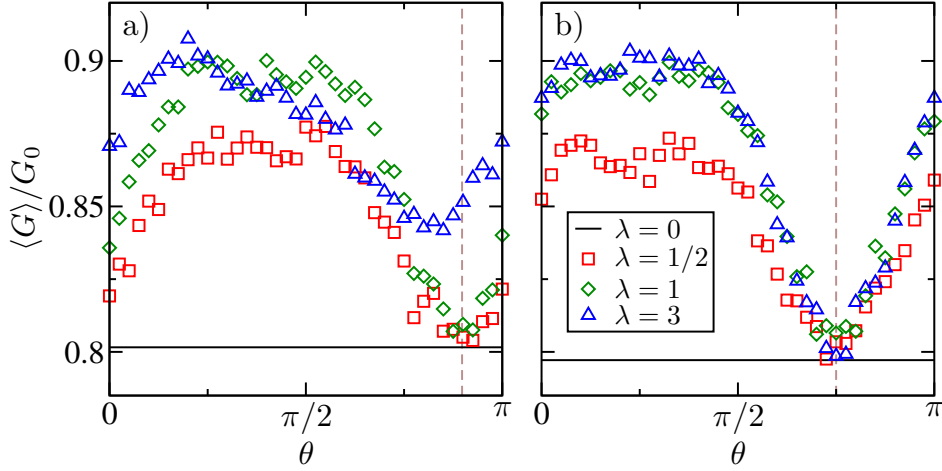 a)
b)
0.9
0.85
0.8
⟨G⟩/G₀
λ = 0
λ = 1/2
λ = 1
λ = 3
0 π/2 π
0 π/2 π
θ
θ